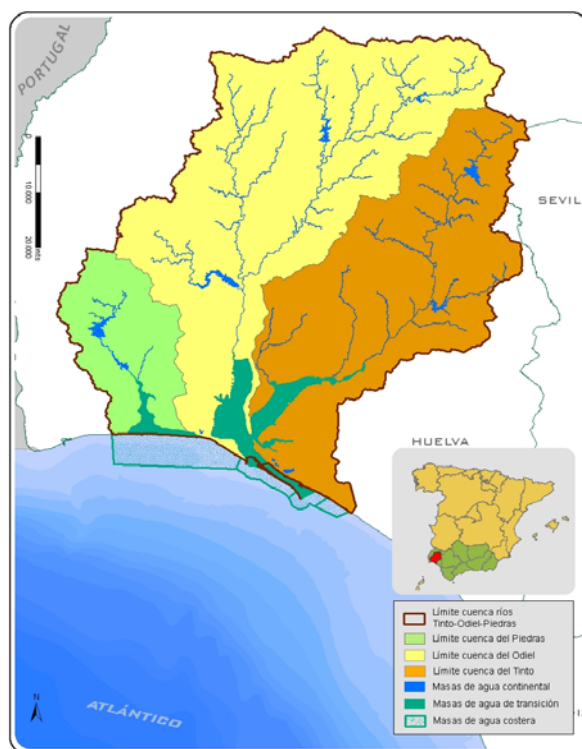 PORTUGAL
0
10.000
20.000
mts
SEVIL
HUELVA
Límite cuenca ríos
Tinto-Odiel-Piedras
Límite cuenca del Piedras
Límite cuenca del Odiel
Límite cuenca del Tinto
Masas de agua continental
Masas de agua de transición
Masas de agua costera
N
ATLÁNTICO